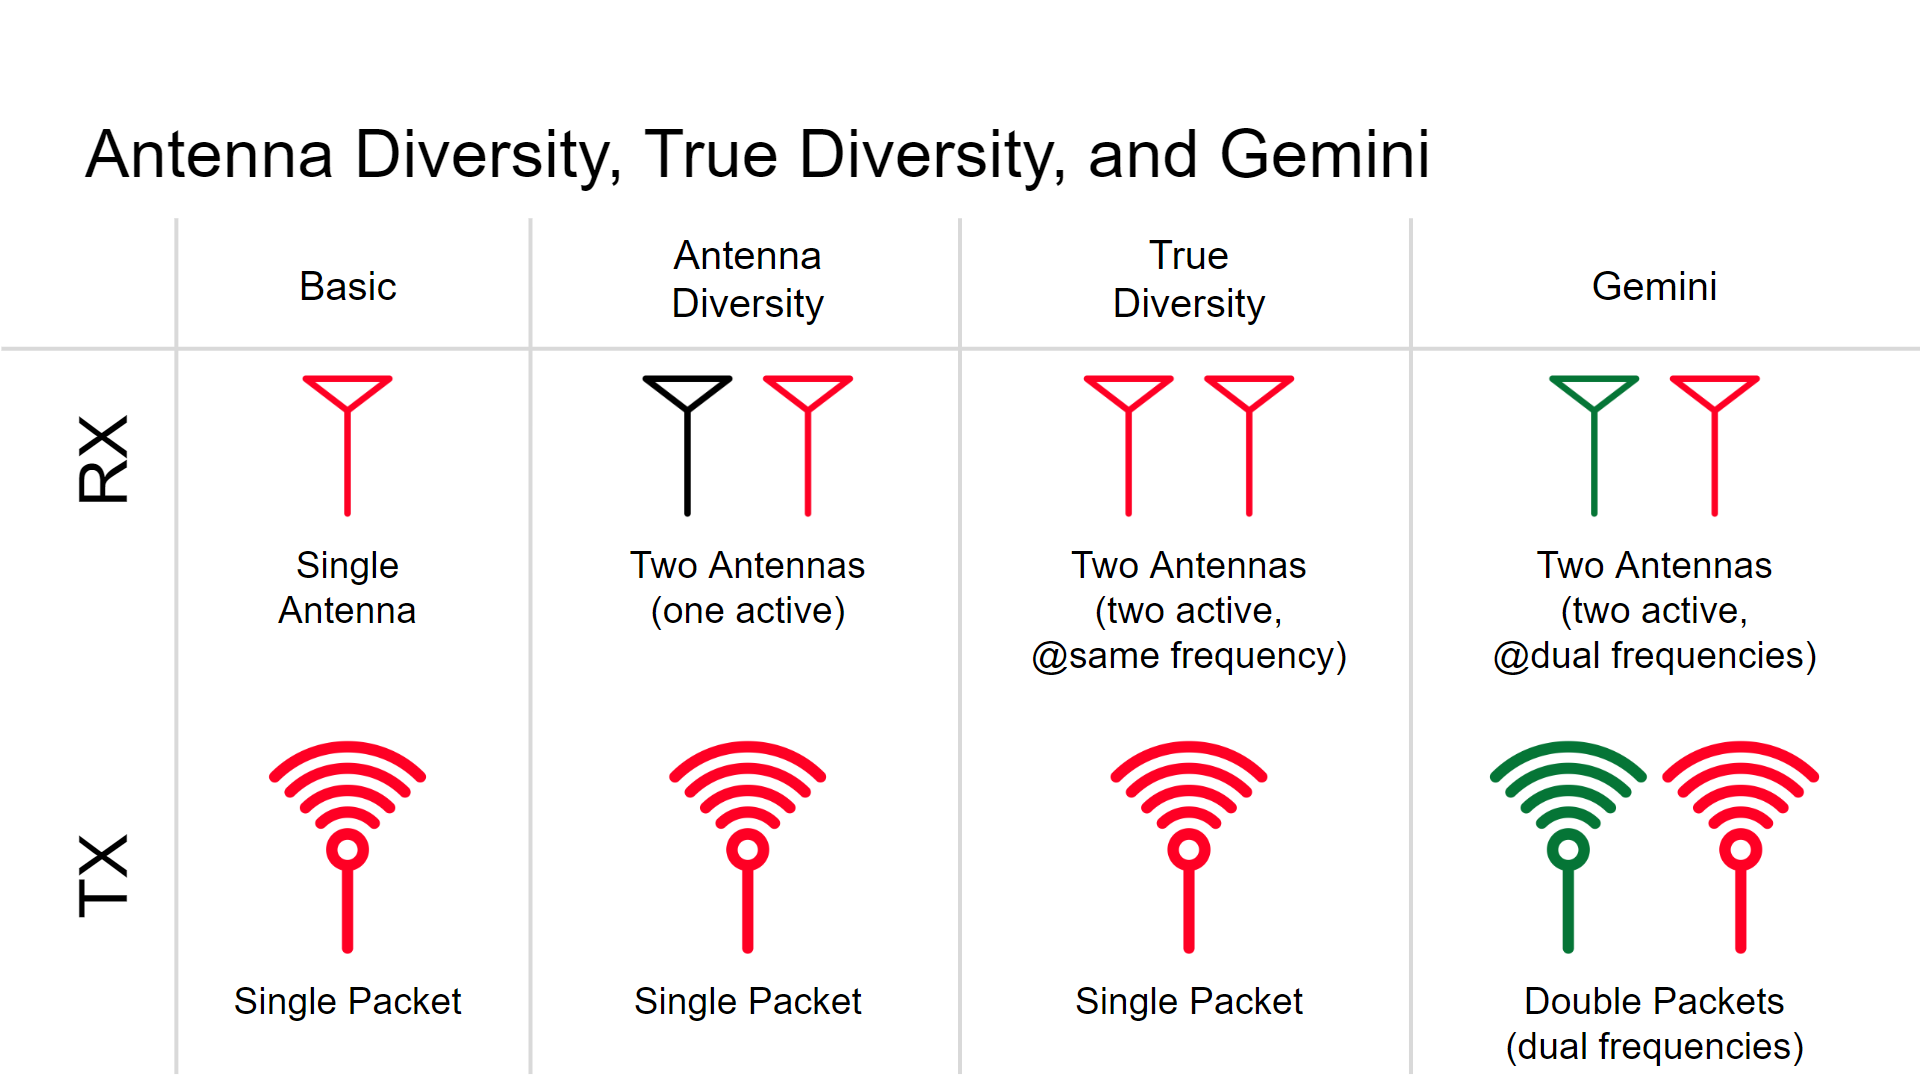 Antenna Diversity, True Diversity, and Gemini
Basic
Antenna
Diversity
True
Diversity
Gemini
RX
Single
Antenna
Two Antennas
(one active)
Two Antennas
(two active,
@same frequency)
Two Antennas
(two active,
@dual frequencies)
TX
Single Packet
Single Packet
Single Packet
Double Packets
(dual frequencies)